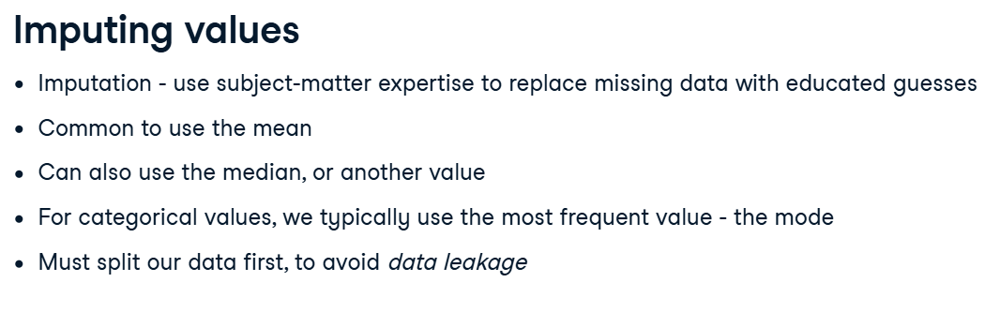 Imputing values
• Imputation - use subject-matter expertise to replace missing data with educated guesses
• Common to use the mean
• Can also use the median, or another value
• For categorical values, we typically use the most frequent value - the mode
• Must split our data first, to avoid data leakage